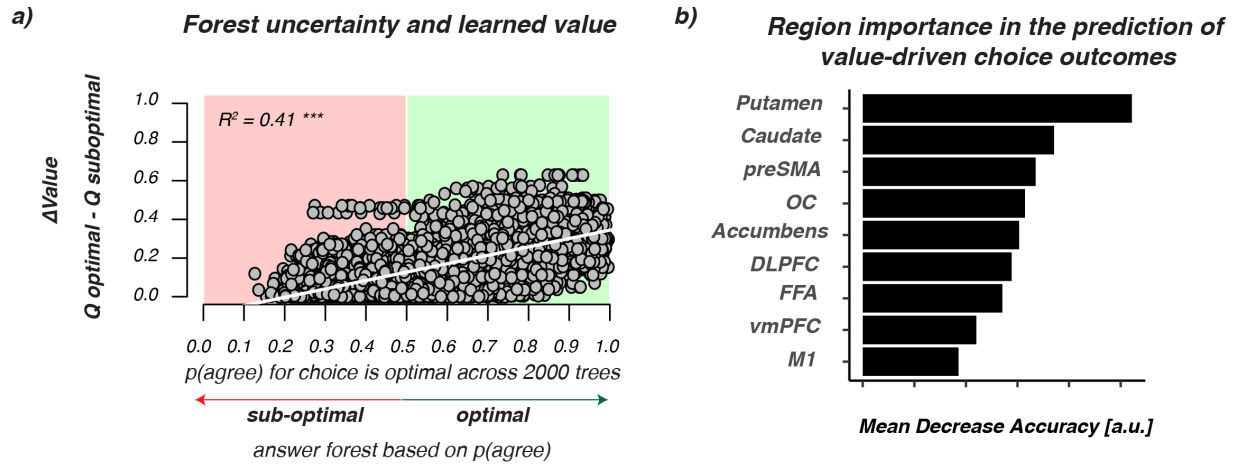 a)
Forest uncertainty and learned value
ΔValue
Q optimal - Q suboptimal
1.0
0.8
0.6
0.4
0.2
0.0
R² = 0.41 ***
0.0 0.1 0.2 0.3 0.4 0.5 0.6 0.7 0.8 0.9 1.0
p(agree) for choice is optimal across 2000 trees
sub-optimal optimal
answer forest based on p(agree)
b)
Region importance in the prediction of
value-driven choice outcomes
Putamen
Caudate
preSMA
OC
Accumbens
DLPFC
FFA
vmPFC
M1
Mean Decrease Accuracy [a.u.]